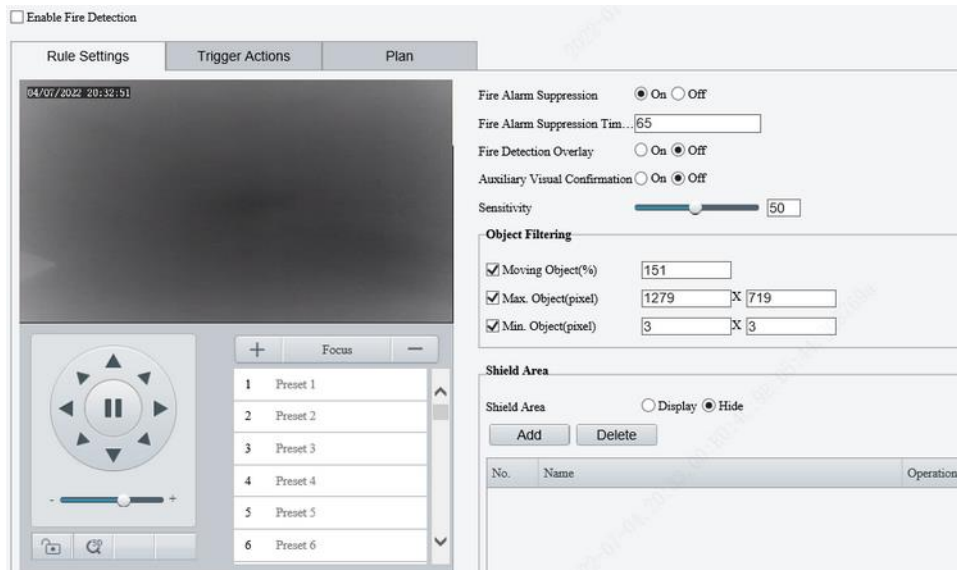 Enable Fire Detection
Rule Settings
Trigger Actions
Plan
04/07/2022 20:32:51
Focus
1 Preset 1
2 Preset 2
3 Preset 3
4 Preset 4
5 Preset 5
6 Preset 6
Fire Alarm Suppression On Off
Fire Alarm Suppression Tim... 65
Fire Detection Overlay On Off
Auxiliary Visual Confirmation On Off
Sensitivity 50
Object Filtering
Moving Object(%) 151
Max. Object(pixel) 1279 X 719
Min. Object(pixel) 3 X 3
Shield Area
Shield Area Display Hide
Add Delete
No. Name Operation